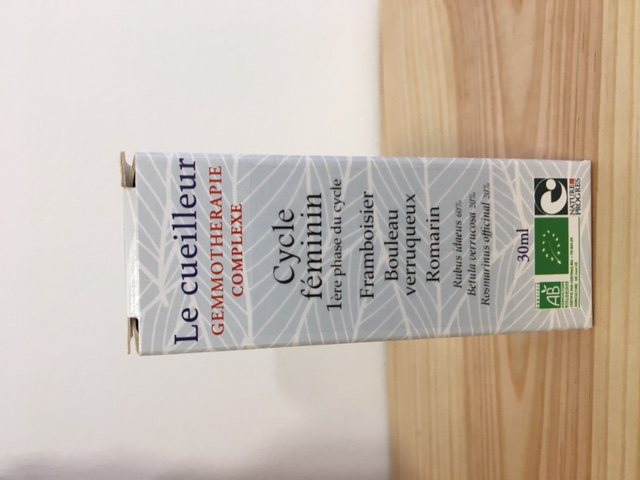 Le cueilleur
GEMMOTHERAPIE
COMPLEXE
Cycle
féminin
1ère phase du cycle
Framboisier
Bouleau
verruqueux
Romarin
Rubus idaeus 60%
Betula verrucosa 20%
Rosmarinus officinal 20%
30ml
AB
NATURE
PROGRES